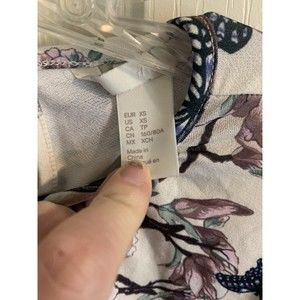 EUR XS
US XS
CA TP
CN 160/80A
MX XCH
Made in
China